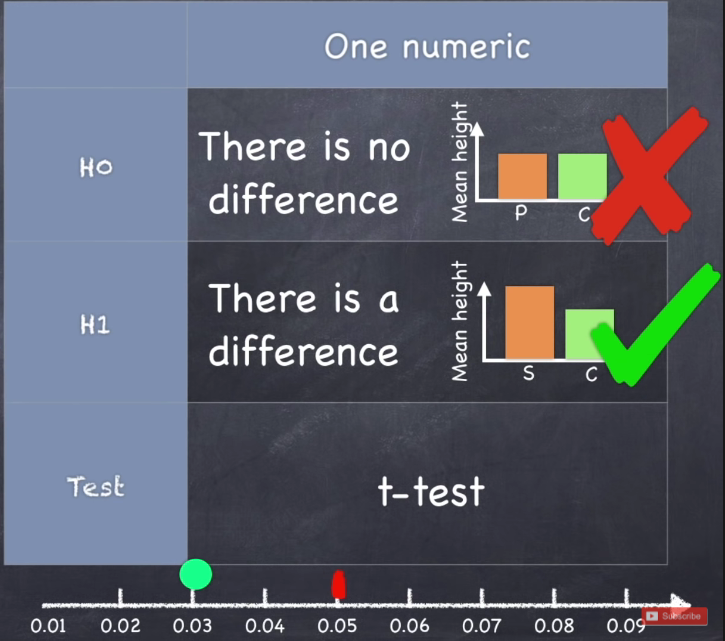 One numeric
H0
There is no
difference
Mean height
P
C
H1
There is a
difference
Mean height
S
C
Test
t-test
0.01 0.02 0.03 0.04 0.05 0.06 0.07 0.08 0.09
Subscribe